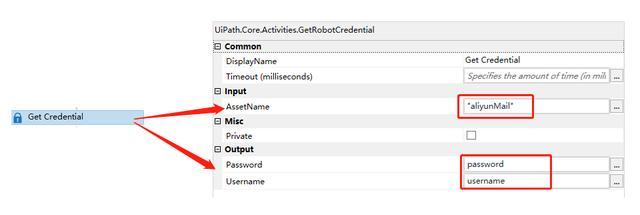 UiPath.Core.Activities.GetRobotCredential
Common
DisplayName Get Credential
Timeout (milliseconds) Specifies the amount of time (in mill ...
Input
Get Credential
AssetName "aliyunMail" ...
Misc
Private
Output
Password password ...
Username username ...